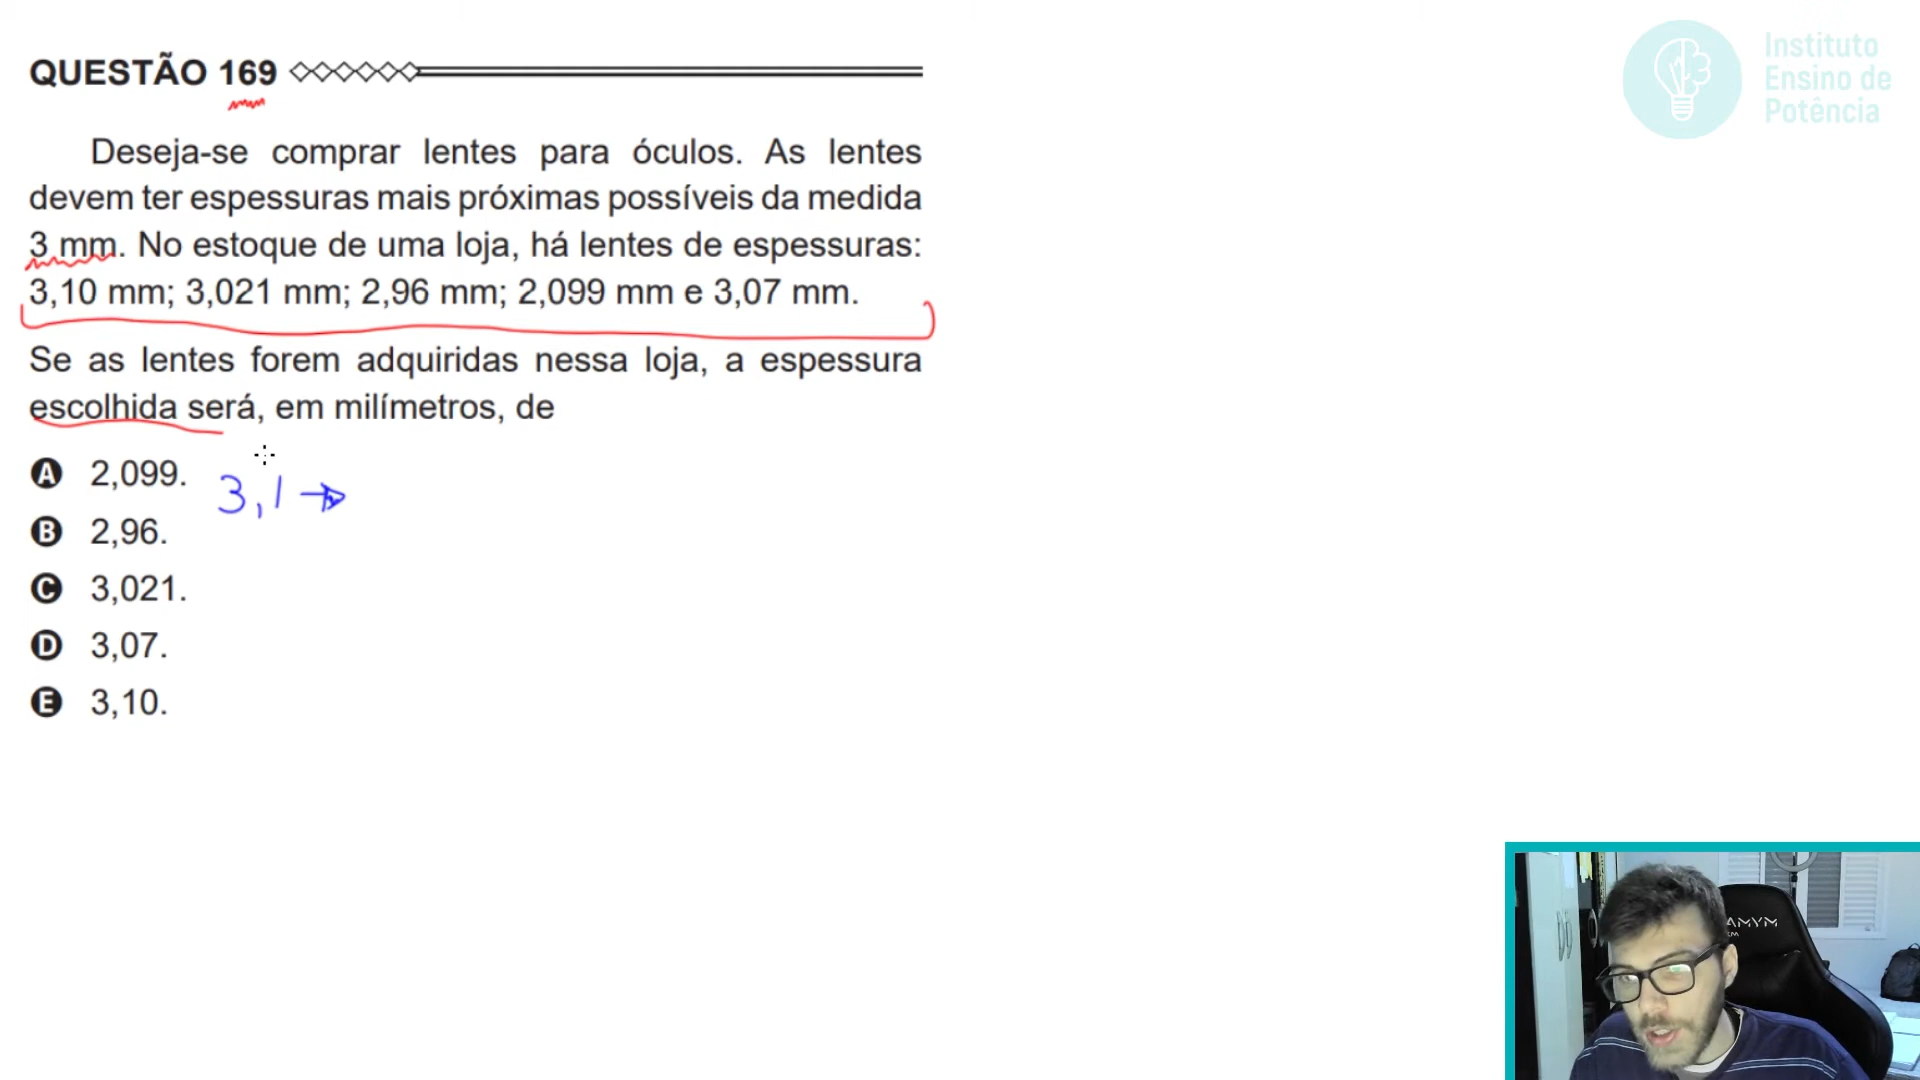 QUESTÃO 169
Instituto
Ensino de
Potência
Deseja-se comprar lentes para óculos. As lentes
devem ter espessuras mais próximas possíveis da medida
3 mm. No estoque de uma loja, há lentes de espessuras:
3,10 mm; 3,021 mm; 2,96 mm; 2,099 mm e 3,07 mm.
Se as lentes forem adquiridas nessa loja, a espessura
escolhida será, em milímetros, de
A 2,099.
3,1 →
B 2,96.
C 3,021.
D 3,07.
E 3,10.